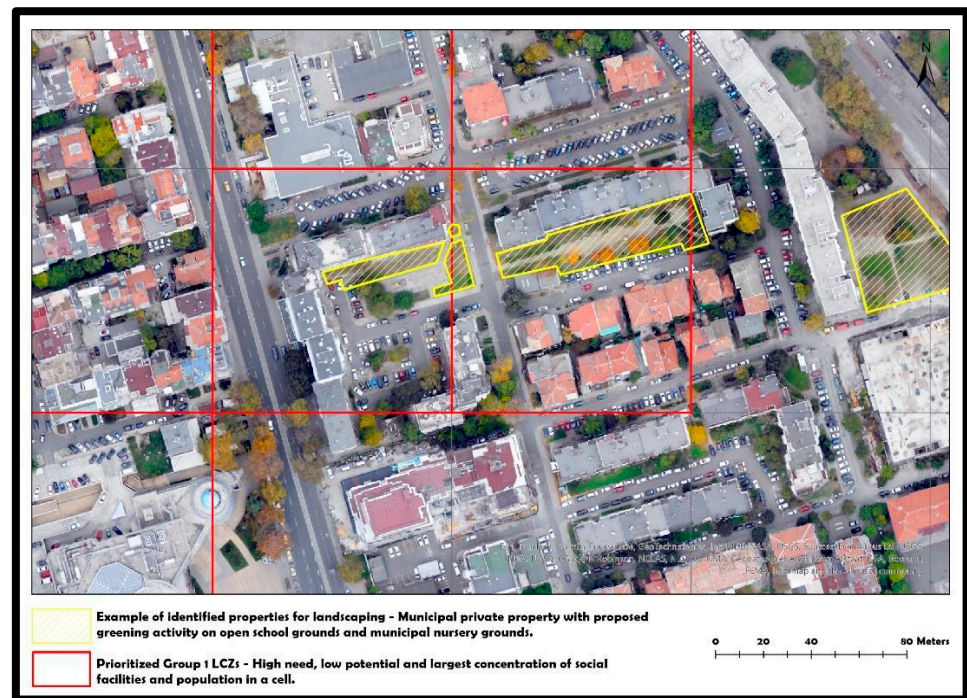 N
Example of identified properties for landscaping - Municipal private property with proposed
greening activity on open school grounds and municipal nursery grounds.
Prioritized Group 1 LCZs - High need, low potential and largest concentration of social
facilities and population in a cell.
0 20 40 80 Meters